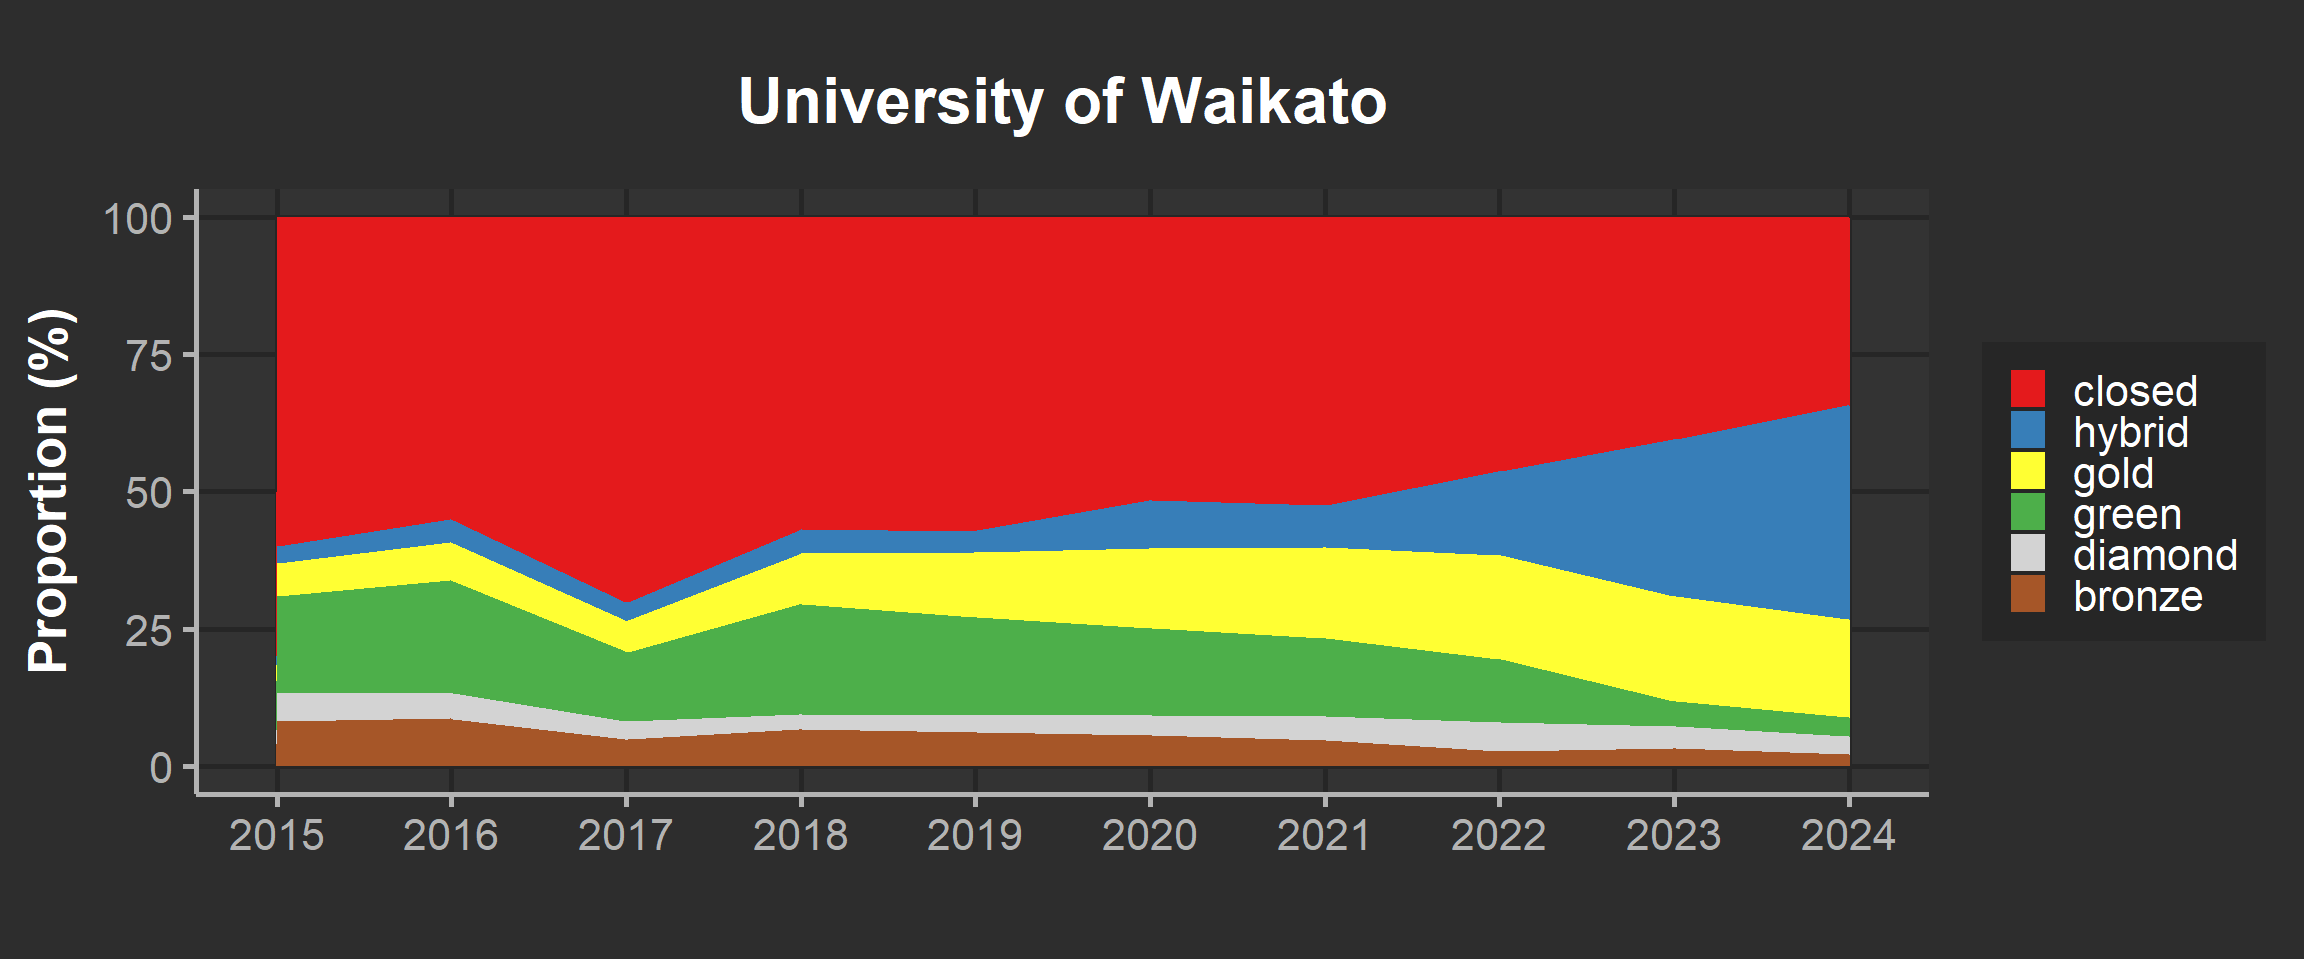 University of Waikato
Proportion (%)
100
75
50
25
0
2015 2016 2017 2018 2019 2020 2021 2022 2023 2024
closed
hybrid
gold
green
diamond
bronze